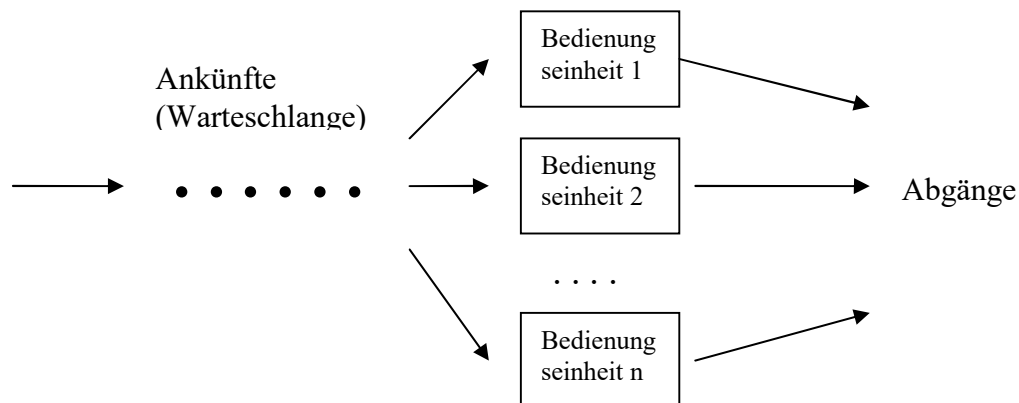 Ankünfte
(Warteschlange)
Bedienung
seinheit 1
Bedienung
seinheit 2
. . . .
Bedienung
seinheit n
Abgänge